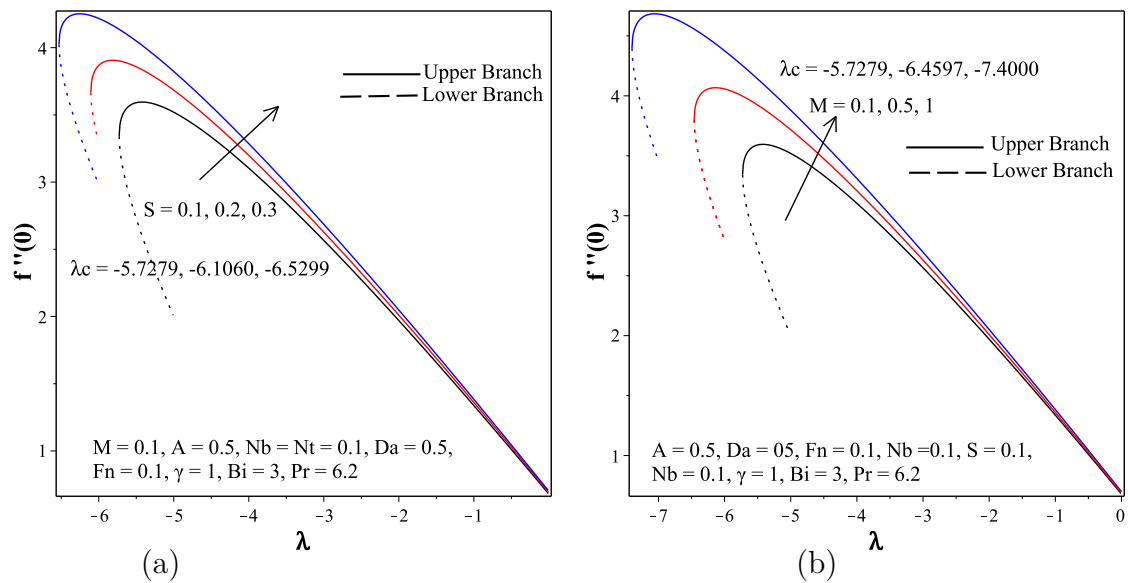 4
3
2
1
f ''(0)
Upper Branch
Lower Branch
S = 0.1, 0.2, 0.3
λc = -5.7279, -6.1060, -6.5299
M = 0.1, A = 0.5, Nb = Nt = 0.1, Da = 0.5,
Fn = 0.1, γ = 1, Bi = 3, Pr = 6.2
-6 -5 -4 -3 -2 -1
λ
(a)
4
3
2
1
f ''(0)
λc = -5.7279, -6.4597, -7.4000
M = 0.1, 0.5, 1
Upper Branch
Lower Branch
A = 0.5, Da = 05, Fn = 0.1, Nb =0.1, S = 0.1,
Nb = 0.1, γ = 1, Bi = 3, Pr = 6.2
-7 -6 -5 -4 -3 -2 -1 0
λ
(b)